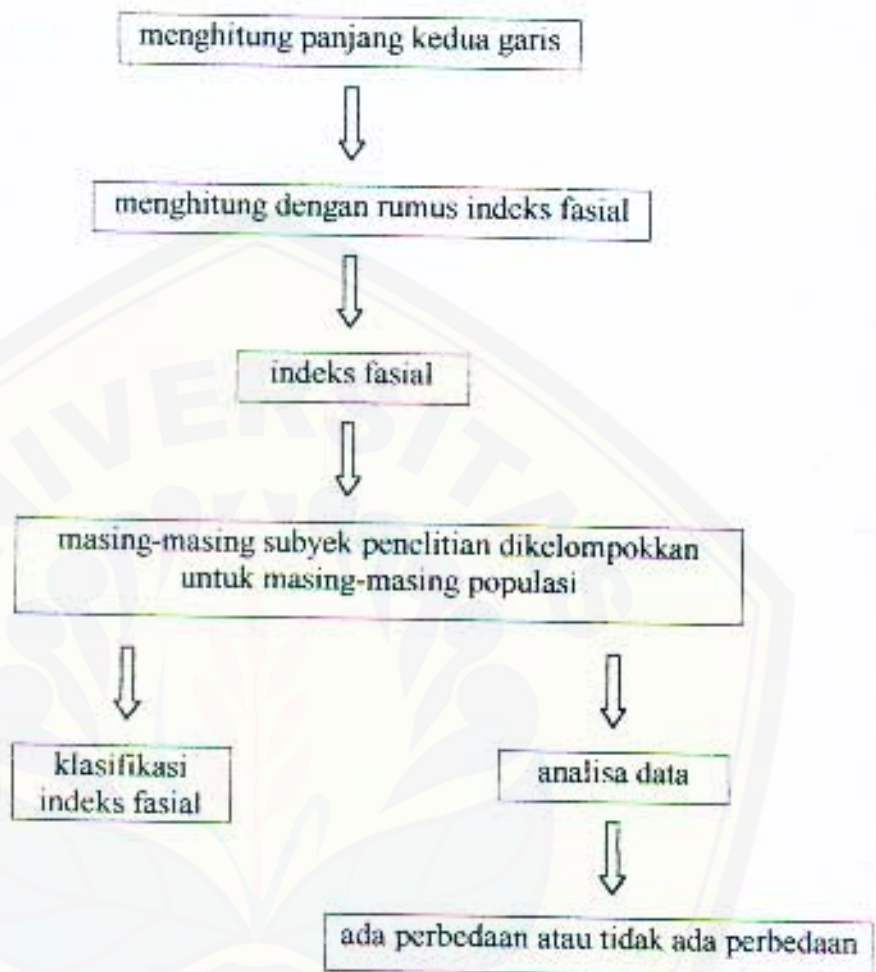 menghitung panjang kedua garis
menghitung dengan rumus indeks fasial
indeks fasial
masing-masing subyek penelitian dikelompokkan
untuk masing-masing populasi
klasifikasi
indeks fasial
analisa data
ada perbedaan atau tidak ada perbedaan
UNIVERSITAS